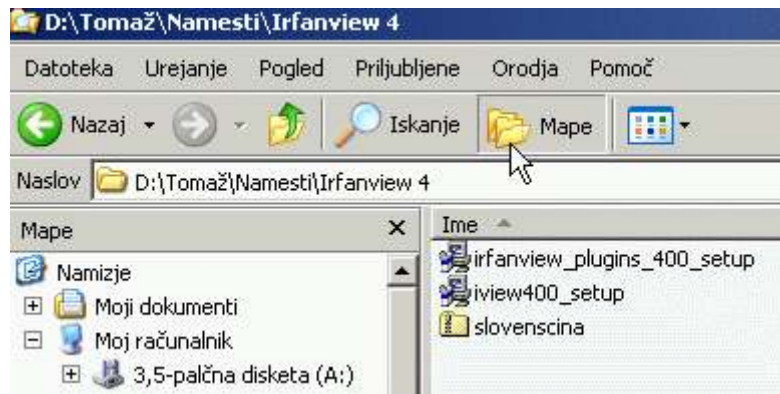 D:\Tomaž\Namesti\Irfanview 4
Datoteka Urejanje Pogled Priljubljene Orodja Pomoč
Nazaj Iskanje Mape
Naslov D:\Tomaž\Namesti\Irfanview 4
Mape
Namizje
Moji dokumenti
Moj računalnik
3,5-palčna disketa (A:)
Ime
irfanview_plugins_400_setup
iview400_setup
slovenscina